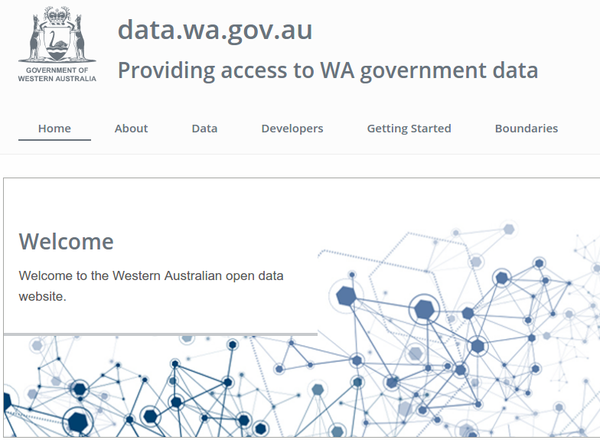 data.wa.gov.au
GOVERNMENT OF
WESTERN AUSTRALIA
Providing access to WA government data
Home About Data Developers Getting Started Boundaries
Welcome
Welcome to the Western Australian open data
website.